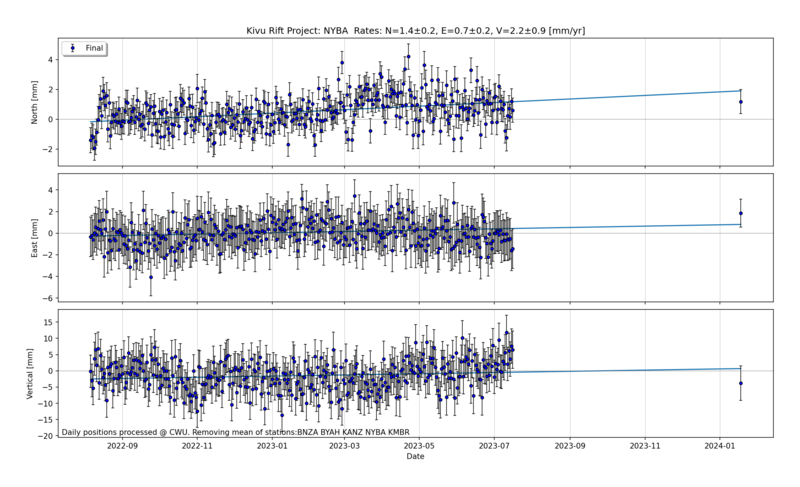 Kivu Rift Project: NYBA Rates: N=1.4±0.2, E=0.7±0.2, V=2.2±0.9 [mm/yr]
Final
North [mm]
4
2
0
−2
East [mm]
4
2
0
−2
−4
−6
Vertical [mm]
15
10
5
0
−5
−10
−15
−20
Daily positions processed @ CWU. Removing mean of stations:BNZA BYAH KANZ NYBA KMBR
2022-09 2022-11 2023-01 2023-03 2023-05 2023-07 2023-09 2023-11 2024-01
Date